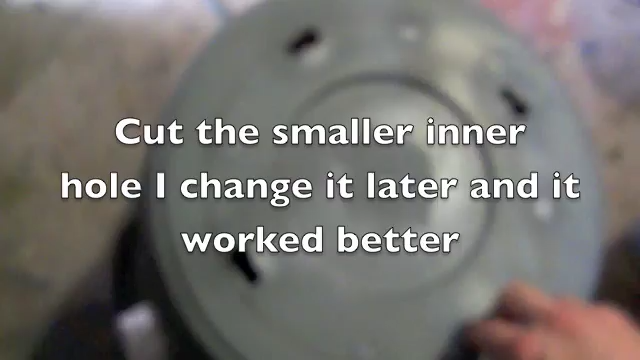 Cut the smaller inner
hole I change it later and it
worked better